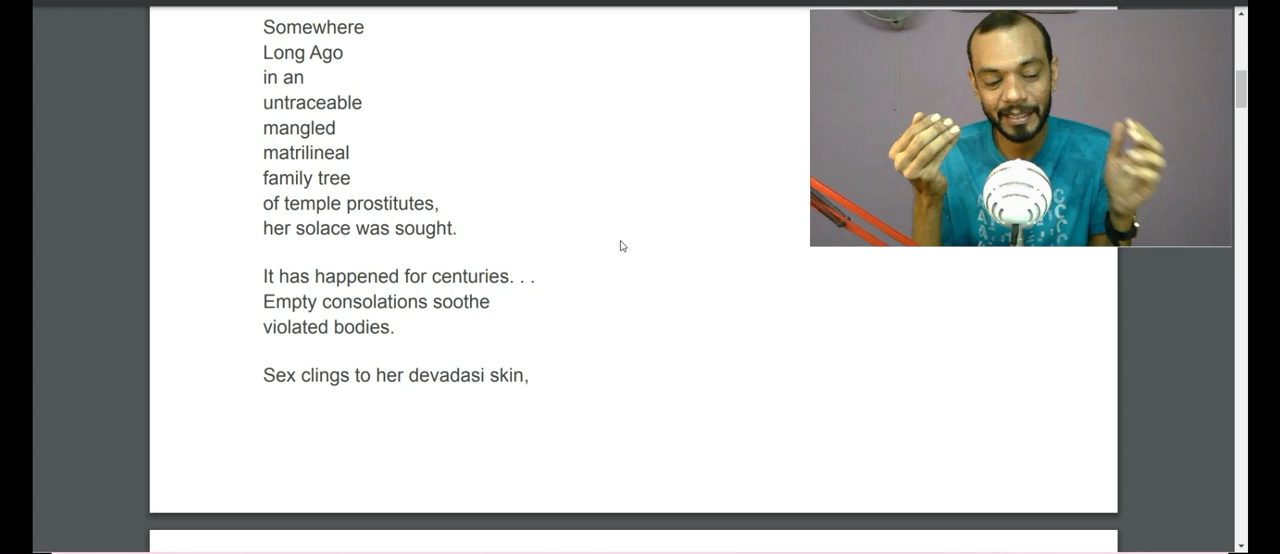 Somewhere
Long Ago
in an
untraceable
mangled
matrilineal
family tree
of temple prostitutes,
her solace was sought.
It has happened for centuries. . .
Empty consolations soothe
violated bodies.
Sex clings to her devadasi skin,